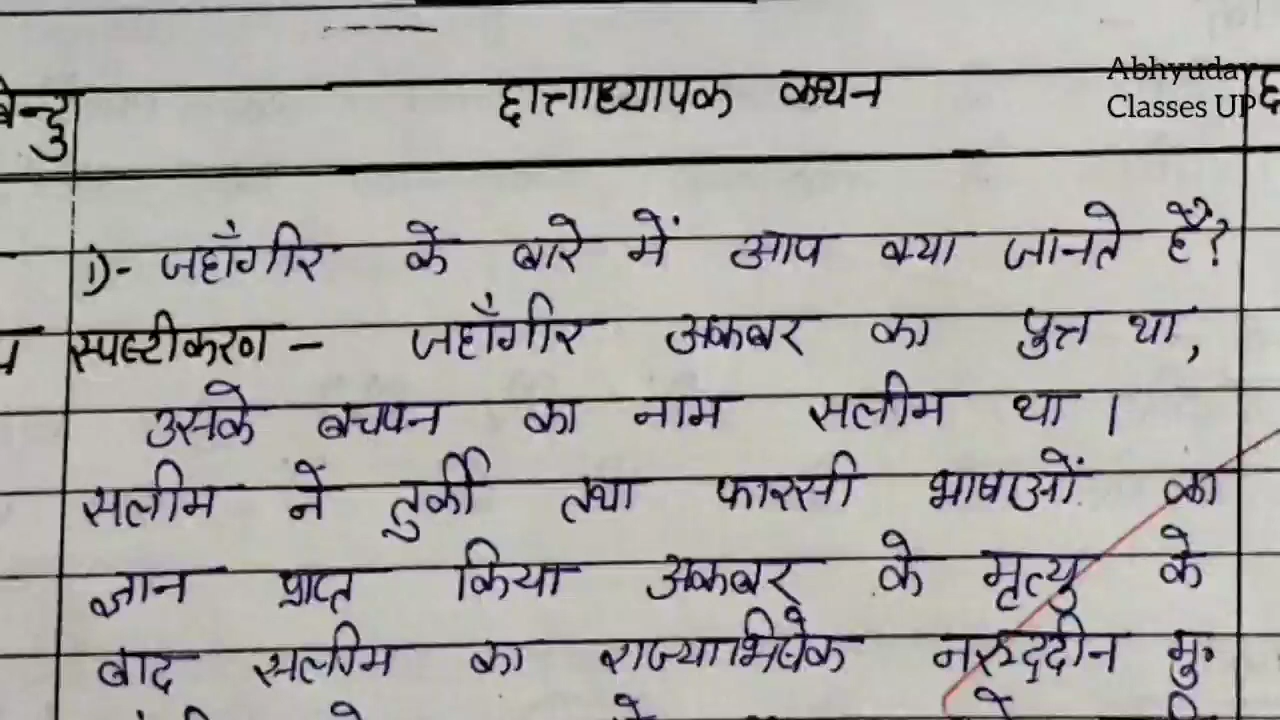 छात्राध्यापक कथन
Abhyuday
Classes UP
1)- जहाँगीर के बारे में आप क्या जानते है?
स्पष्टीकरण - जहाँगीर अकबर का पुत्र था,
उसके बचपन का नाम सलीम था।
सलीम ने तुर्की तथा फारसी भाषाओं का
ज्ञान प्राप्त किया अकबर के मृत्यु के
बाद सलीम का राज्याभिषेक नरुद्दीन मु॰